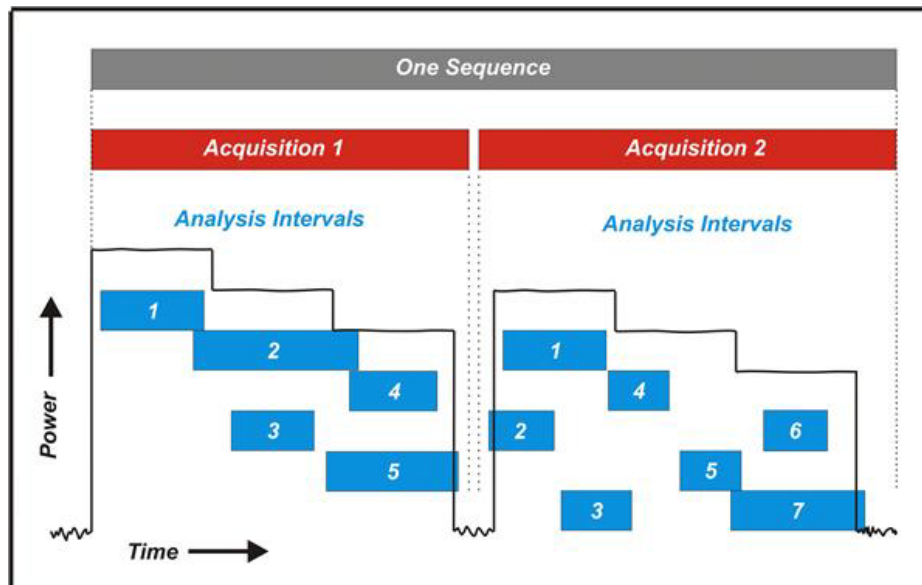 One Sequence
Acquisition 1
Acquisition 2
Analysis Intervals
Analysis Intervals
1
2
4
3
5
1
4
2
6
5
3
7
Power
Time